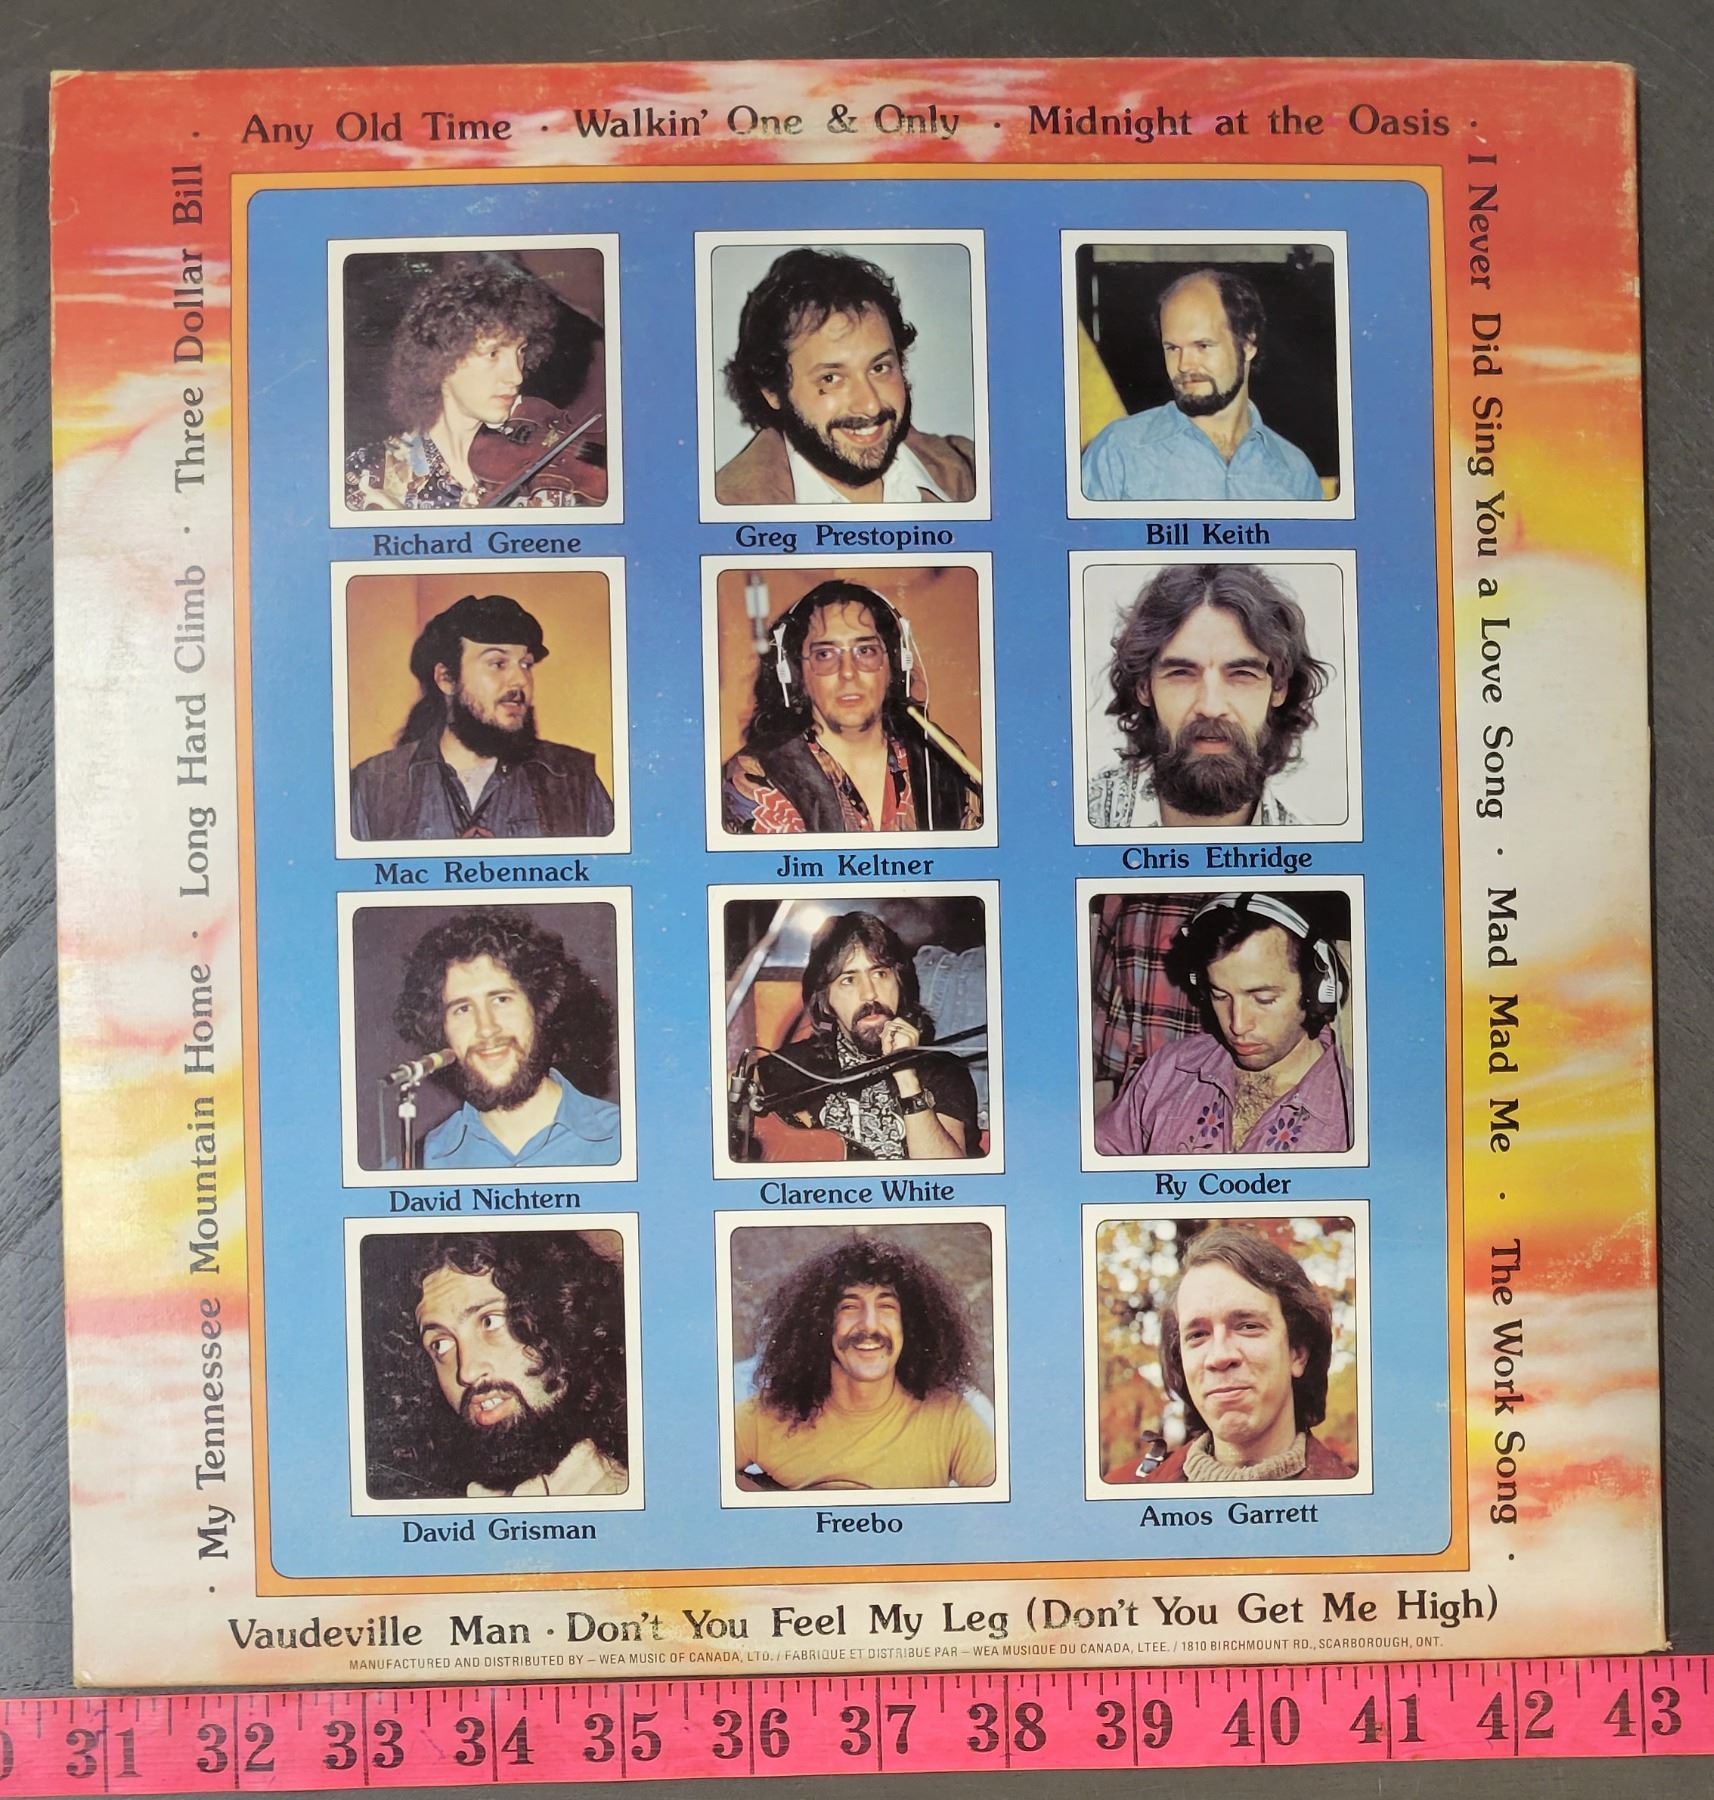 · Any Old Time · Walkin' One & Only · Midnight at the Oasis ·
I Never Did Sing You a Love Song · Mad Mad Me · The Work Song ·
Vaudeville Man · Don't You Feel My Leg (Don't You Get Me High)
· My Tennessee Mountain Home · Long Hard Climb · Three Dollar Bill
Richard Greene
Greg Prestopino
Bill Keith
Mac Rebennack
Jim Keltner
Chris Ethridge
David Nichtern
Clarence White
Ry Cooder
David Grisman
Freebo
Amos Garrett
MANUFACTURED AND DISTRIBUTED BY – WEA MUSIC OF CANADA, LTD. / FABRIQUE ET DISTRIBUE PAR – WEA MUSIQUE DU CANADA, LTEE. / 1810 BIRCHMOUNT RD., SCARBOROUGH, ONT.
0 31 32 33 34 35 36 37 38 39 40 41 42 43